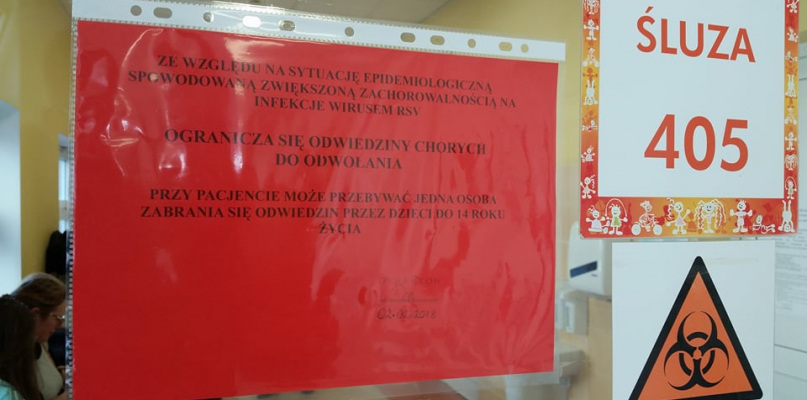 ZE WZGLĘDU NA SYTUACJĘ EPIDEMIOLOGICZNĄ
SPOWODOWANĄ ZWIĘKSZONĄ ZACHOROWALNOŚCIĄ NA
INFEKCJE WIRUSEM RSV
OGRANICZA SIĘ ODWIEDZINY CHORYCH
DO ODWOŁANIA
PRZY PACJENCIE MOŻE PRZEBYWAĆ JEDNA OSOBA
ZABRANIA SIĘ ODWIEDZIN PRZEZ DZIECI DO 14 ROKU
ŻYCIA
ŚLUZA
405